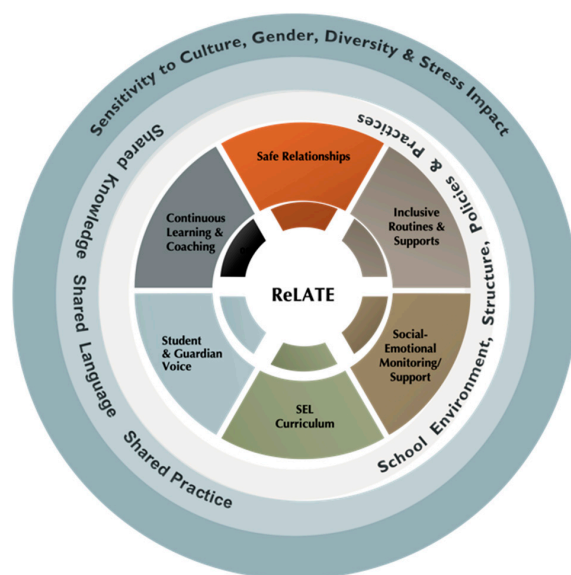 Sensitivity to Culture, Gender, Diversity & Stress Impact
Shared Knowledge Shared Language Shared Practice
School Environment, Structure, Policies & Practices
Safe Relationships
Inclusive
Routines &
Supports
Social-
Emotional
Monitoring/
Support
SEL
Curriculum
Student
& Guardian
Voice
Continuous
Learning &
Coaching
ReLATE